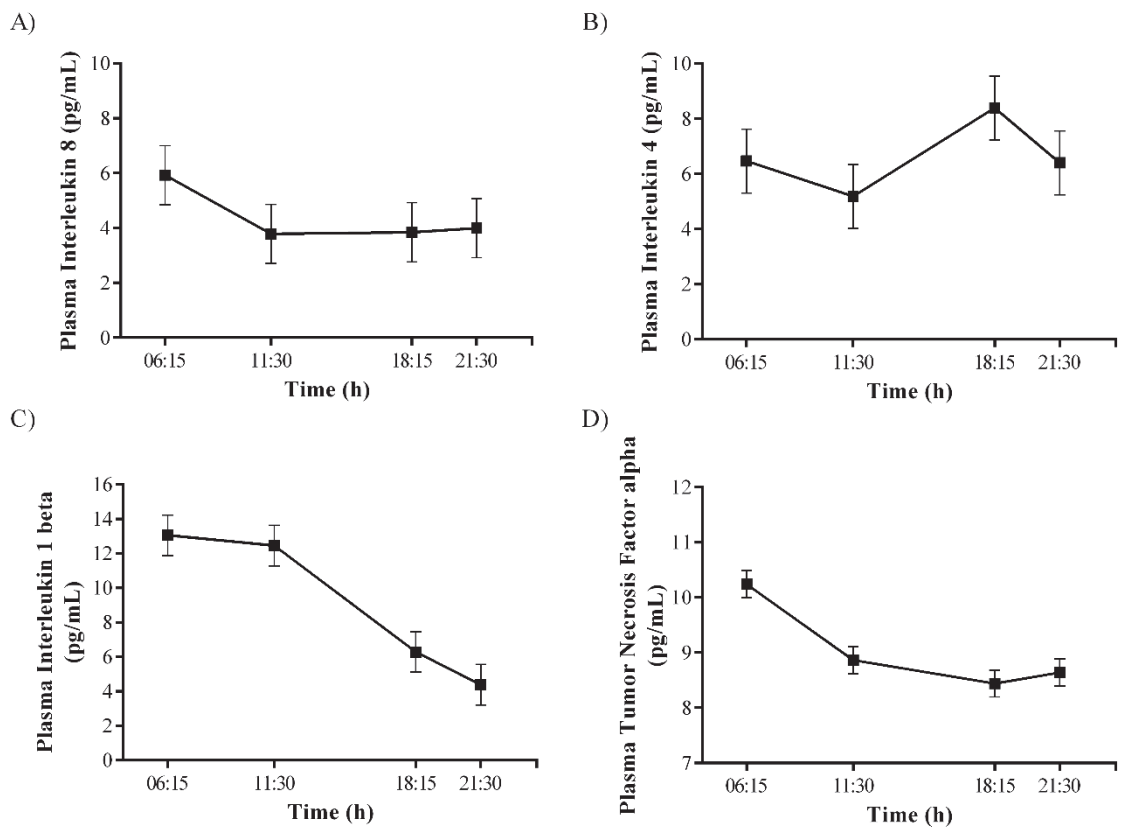 A)
Plasma Interleukin 8 (pg/mL)
10
8
6
4
2
0
06:15 11:30 18:15 21:30
Time (h)
B)
Plasma Interleukin 4 (pg/mL)
10
8
6
4
2
0
06:15 11:30 18:15 21:30
Time (h)
C)
Plasma Interleukin 1 beta
(pg/mL)
16
14
12
10
8
6
4
2
0
06:15 11:30 18:15 21:30
Time (h)
D)
Plasma Tumor Necrosis Factor alpha
(pg/mL)
12
11
10
9
8
7
06:15 11:30 18:15 21:30
Time (h)